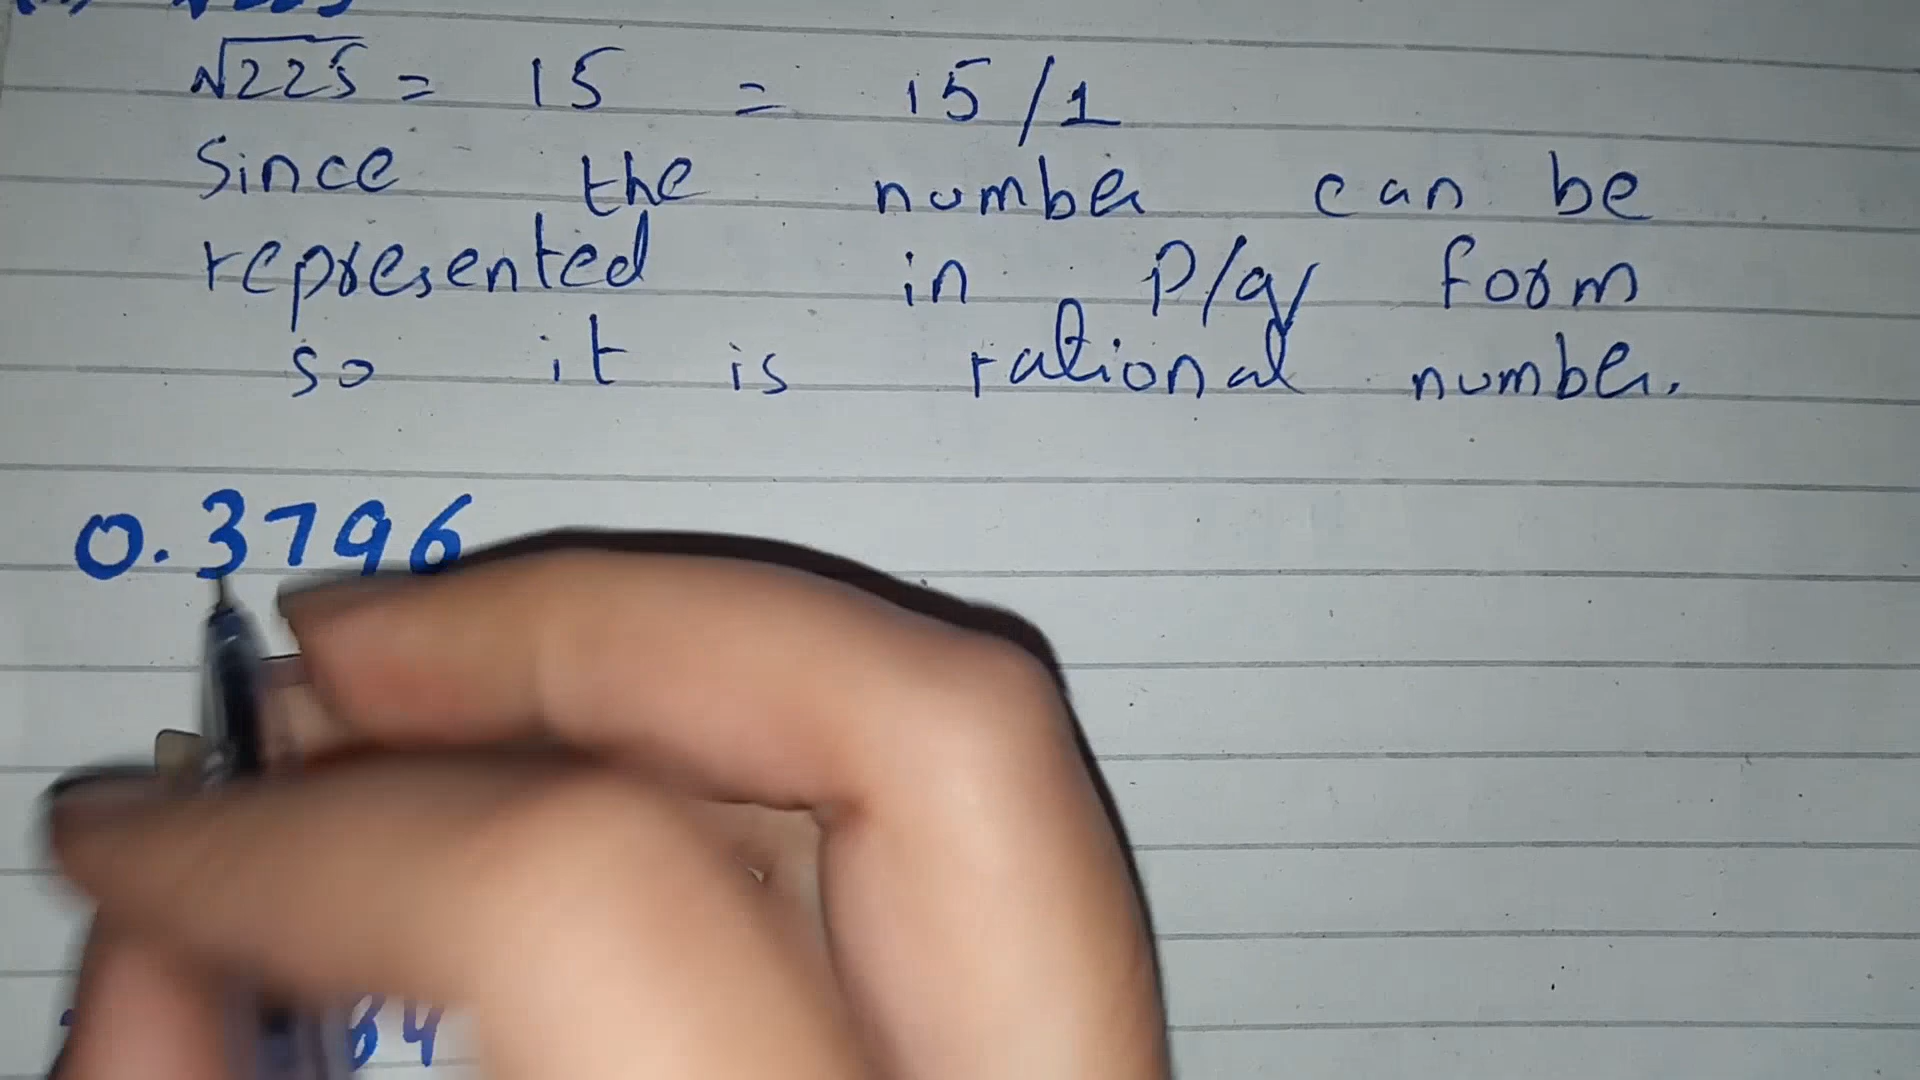 √225 = 15 = 15/1
Since the number can be
represented in P/q form
so it is rational number.
0.3796